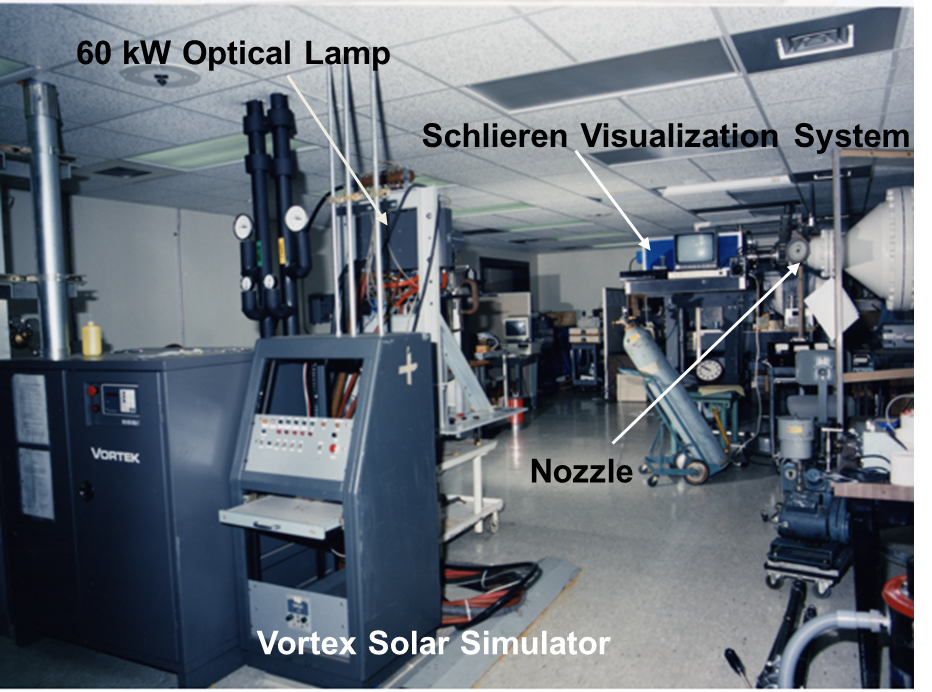 60 kW Optical Lamp
Schlieren Visualization System
Nozzle
VORTEK
Vortex Solar Simulator